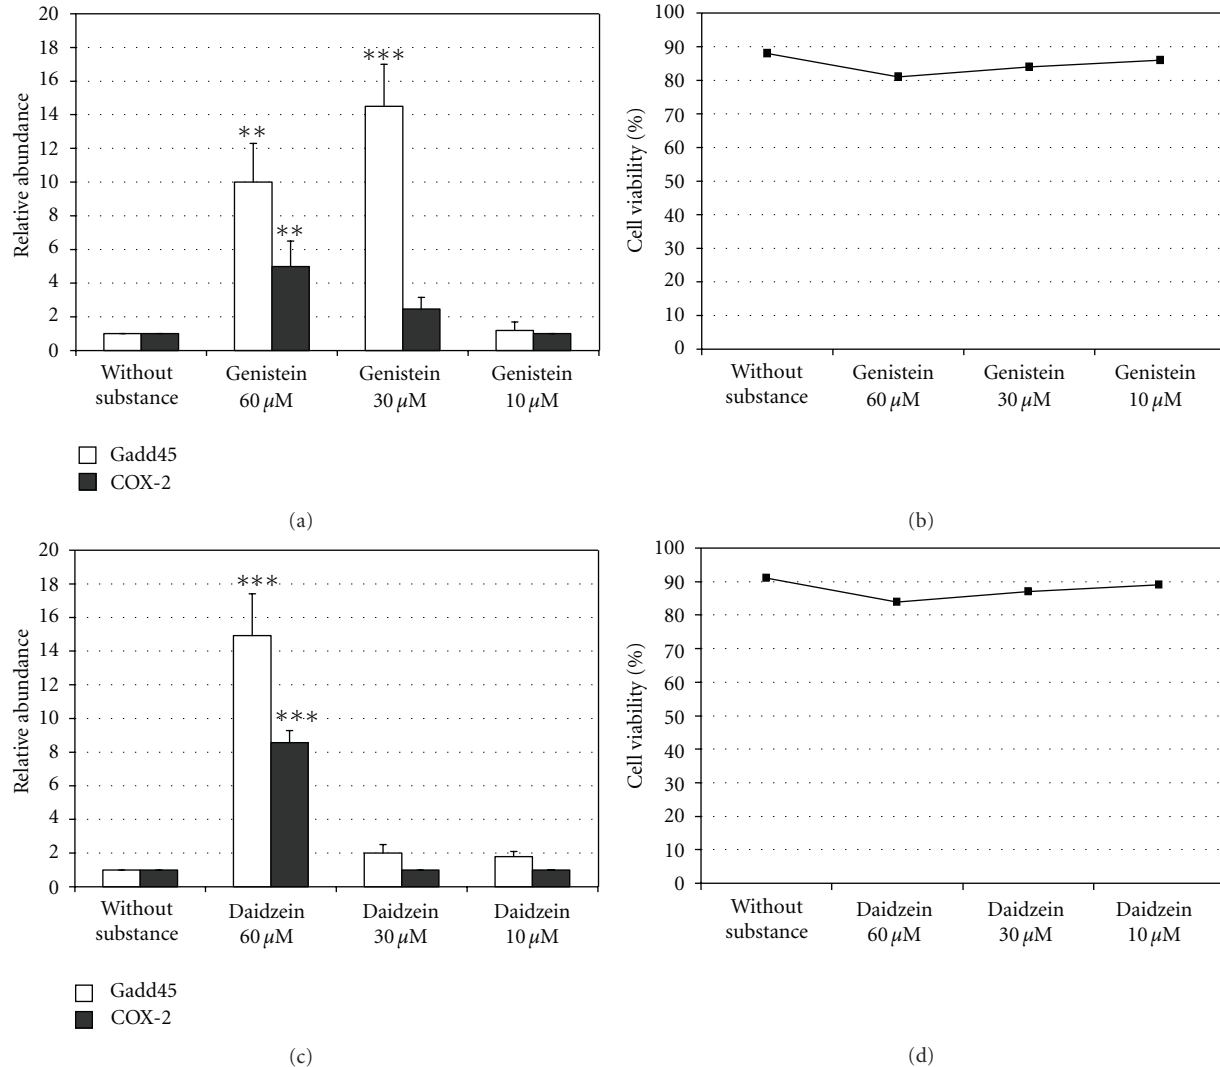 20
18
16
14
12
10
8
6
4
2
0
Relative abundance
**
**
***
Without substance
Genistein 60 µM
Genistein 30 µM
Genistein 10 µM
Gadd45
COX-2
(a)
100
90
80
70
60
50
40
30
20
10
0
Cell viability (%)
Without substance
Genistein 60 µM
Genistein 30 µM
Genistein 10 µM
(b)
20
18
16
14
12
10
8
6
4
2
0
Relative abundance
***
***
Without substance
Daidzein 60 µM
Daidzein 30 µM
Daidzein 10 µM
Gadd45
COX-2
(c)
100
90
80
70
60
50
40
30
20
10
0
Cell viability (%)
Without substance
Daidzein 60 µM
Daidzein 30 µM
Daidzein 10 µM
(d)